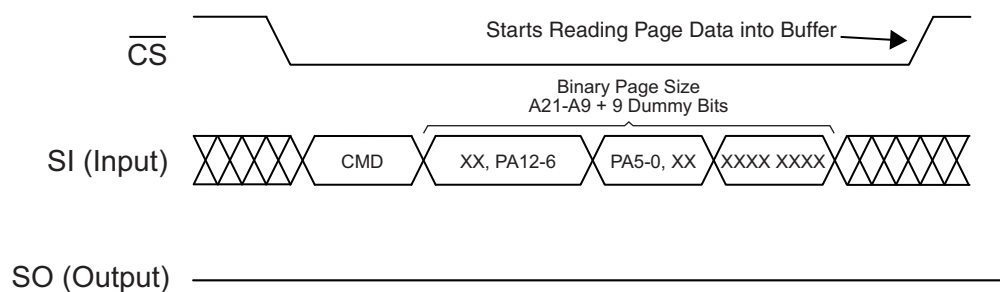 Starts Reading Page Data into Buffer
CS
Binary Page Size
A21-A9 + 9 Dummy Bits
SI (Input)
CMD
XX, PA12-6
PA5-0, XX
XXXX XXXX
SO (Output)